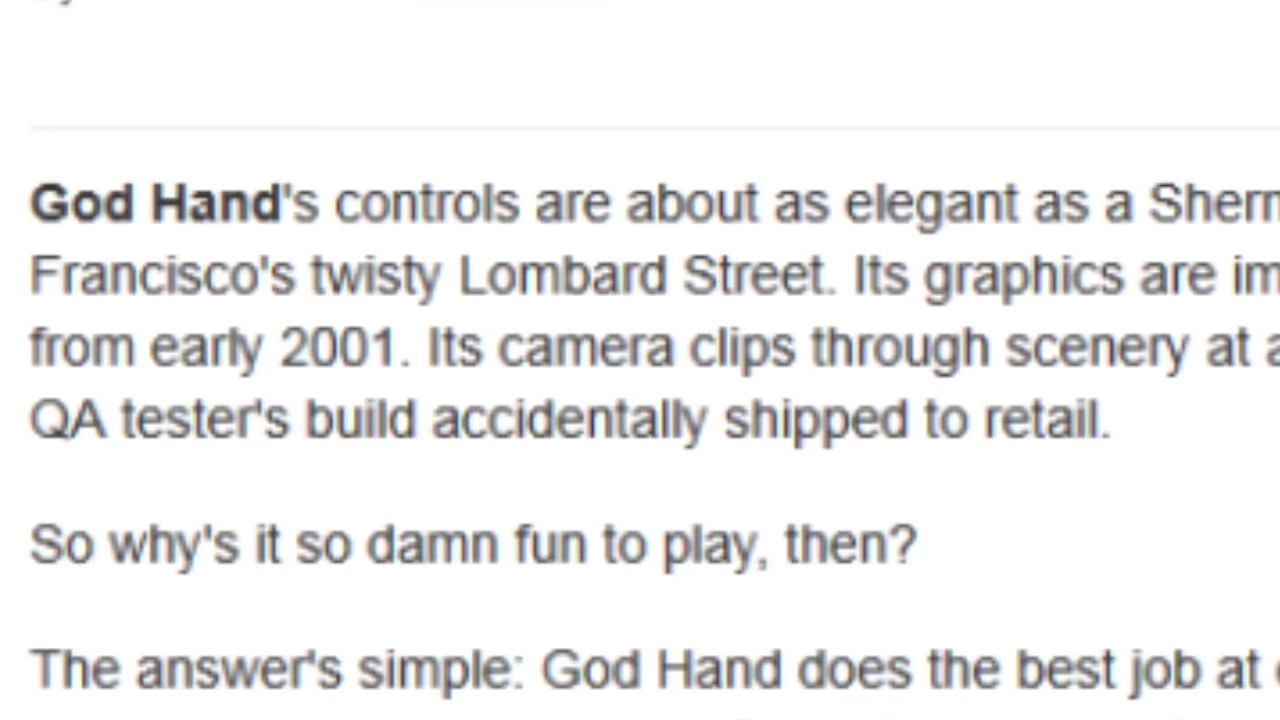 God Hand's controls are about as elegant as a
Francisco's twisty Lombard Street. Its graphics are
from early 2001. Its camera clips through scenery at
QA tester's build accidentally shipped to retail.
So why's it so damn fun to play, then?
The answer's simple: God Hand does the best job at